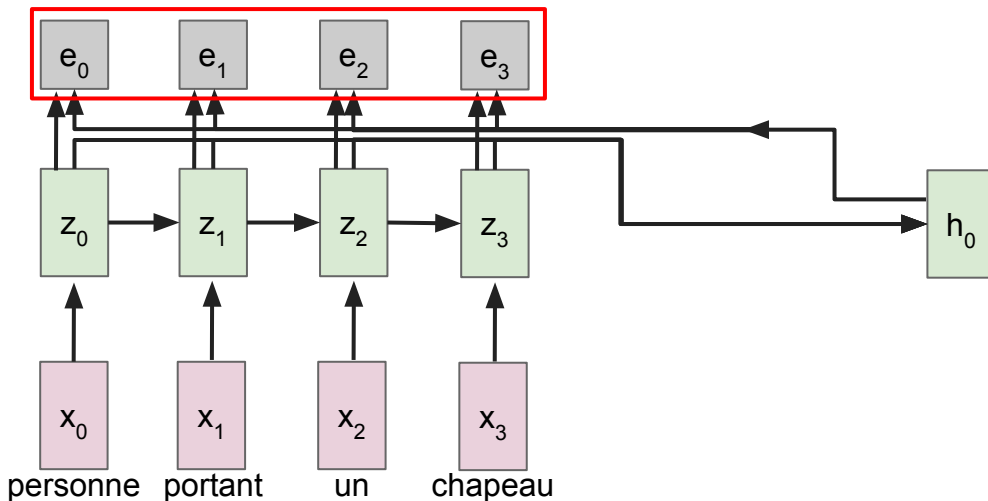 e₀ e₁ e₂ e₃
z₀ z₁ z₂ z₃ h₀
x₀ x₁ x₂ x₃
personne portant un chapeau